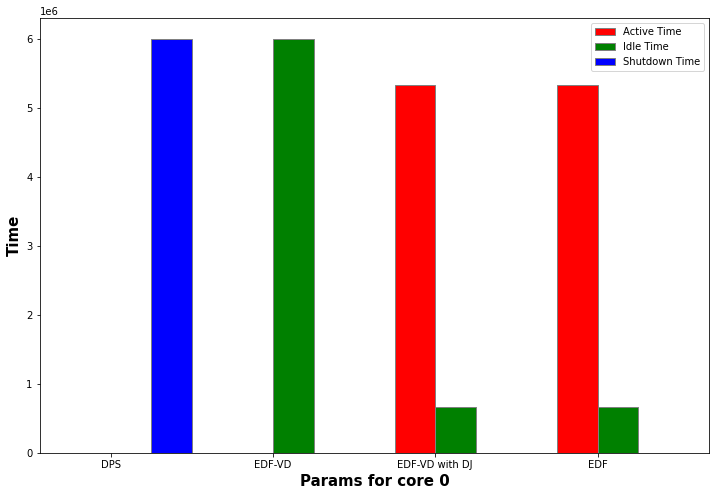 1e6
Active Time
Idle Time
Shutdown Time
6
5
4
3
2
1
0
Time
DPS EDF-VD EDF-VD with DJ EDF
Params for core 0